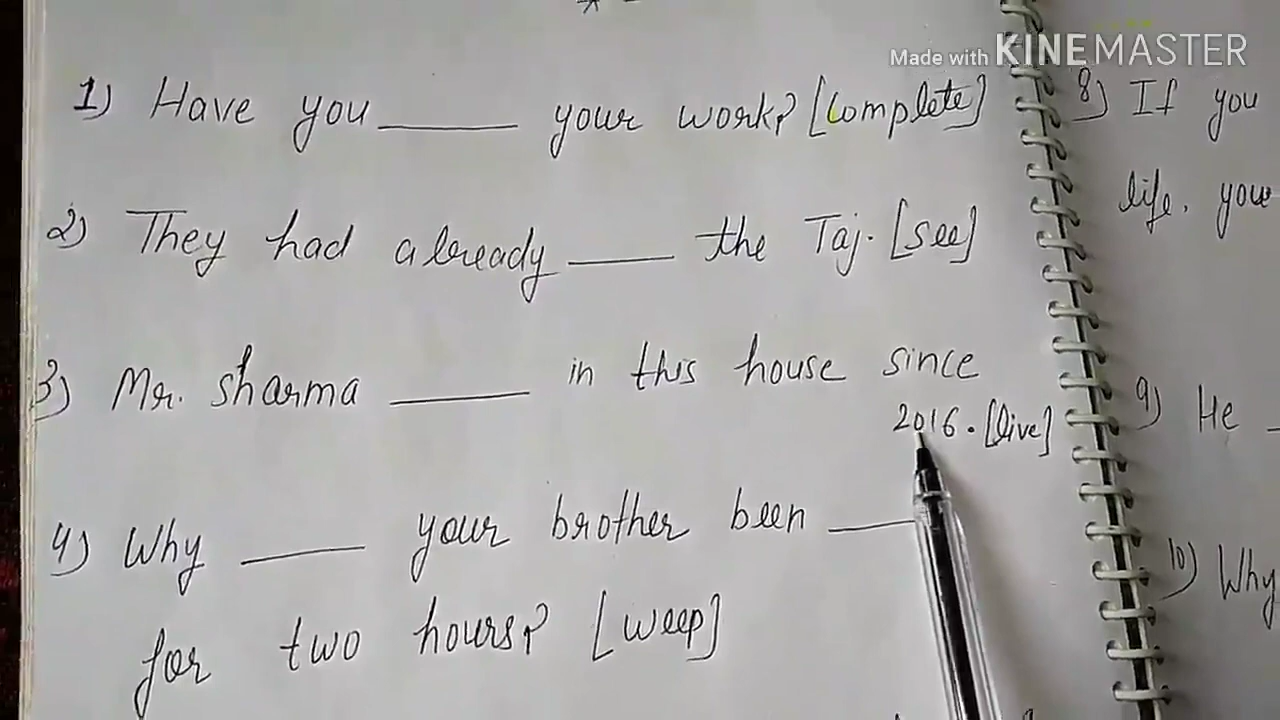 Made with KINEMASTER
1) Have you ____ your work? [Complete]
2) They had already ____ the Taj. [see]
3) Mr. Sharma ____ in this house since
2016. [live]
4) Why ____ your brother been ____
for two hours? [weep]
8) If you
life. you
9) He
10) Why